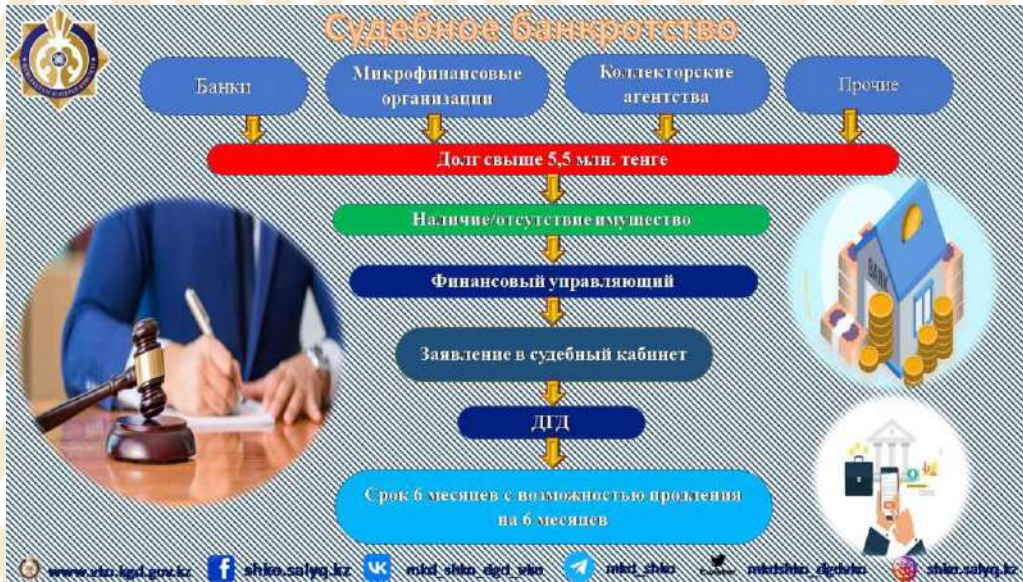 Судебное банкротство
Банки
Микрофинансовые
организации
Коллекторские
агентства
Прочие
Долг свыше 5,5 млн. тенге
Наличие/отсутствие имущество
Финансовый управляющий
Заявление в судебный кабинет
ДГД
Срок 6 месяцев с возможностью продления
на 6 месяцев
BANK
www.vko.kgd.gov.kz
shko.salyq.kz
mkd_shko_dgd_vko
mkd_shko
mkdshko_dgdvko
shko.salyq.kz